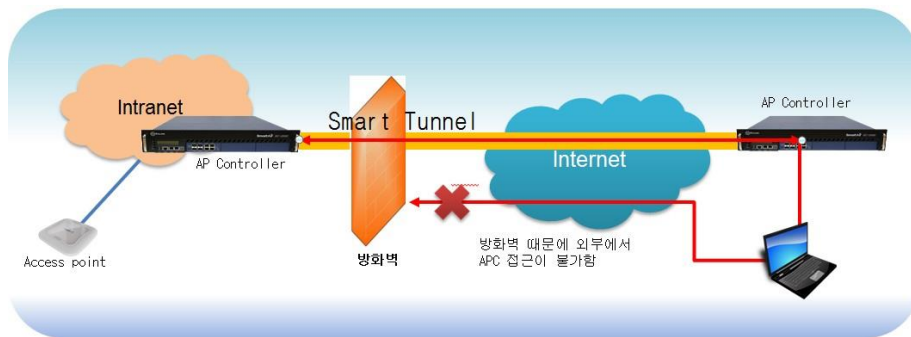 Intranet
AP Controller
Access point
Smart Tunnel
방화벽
Internet
방화벽 때문에 외부에서
APC 접근이 불가함
AP Controller